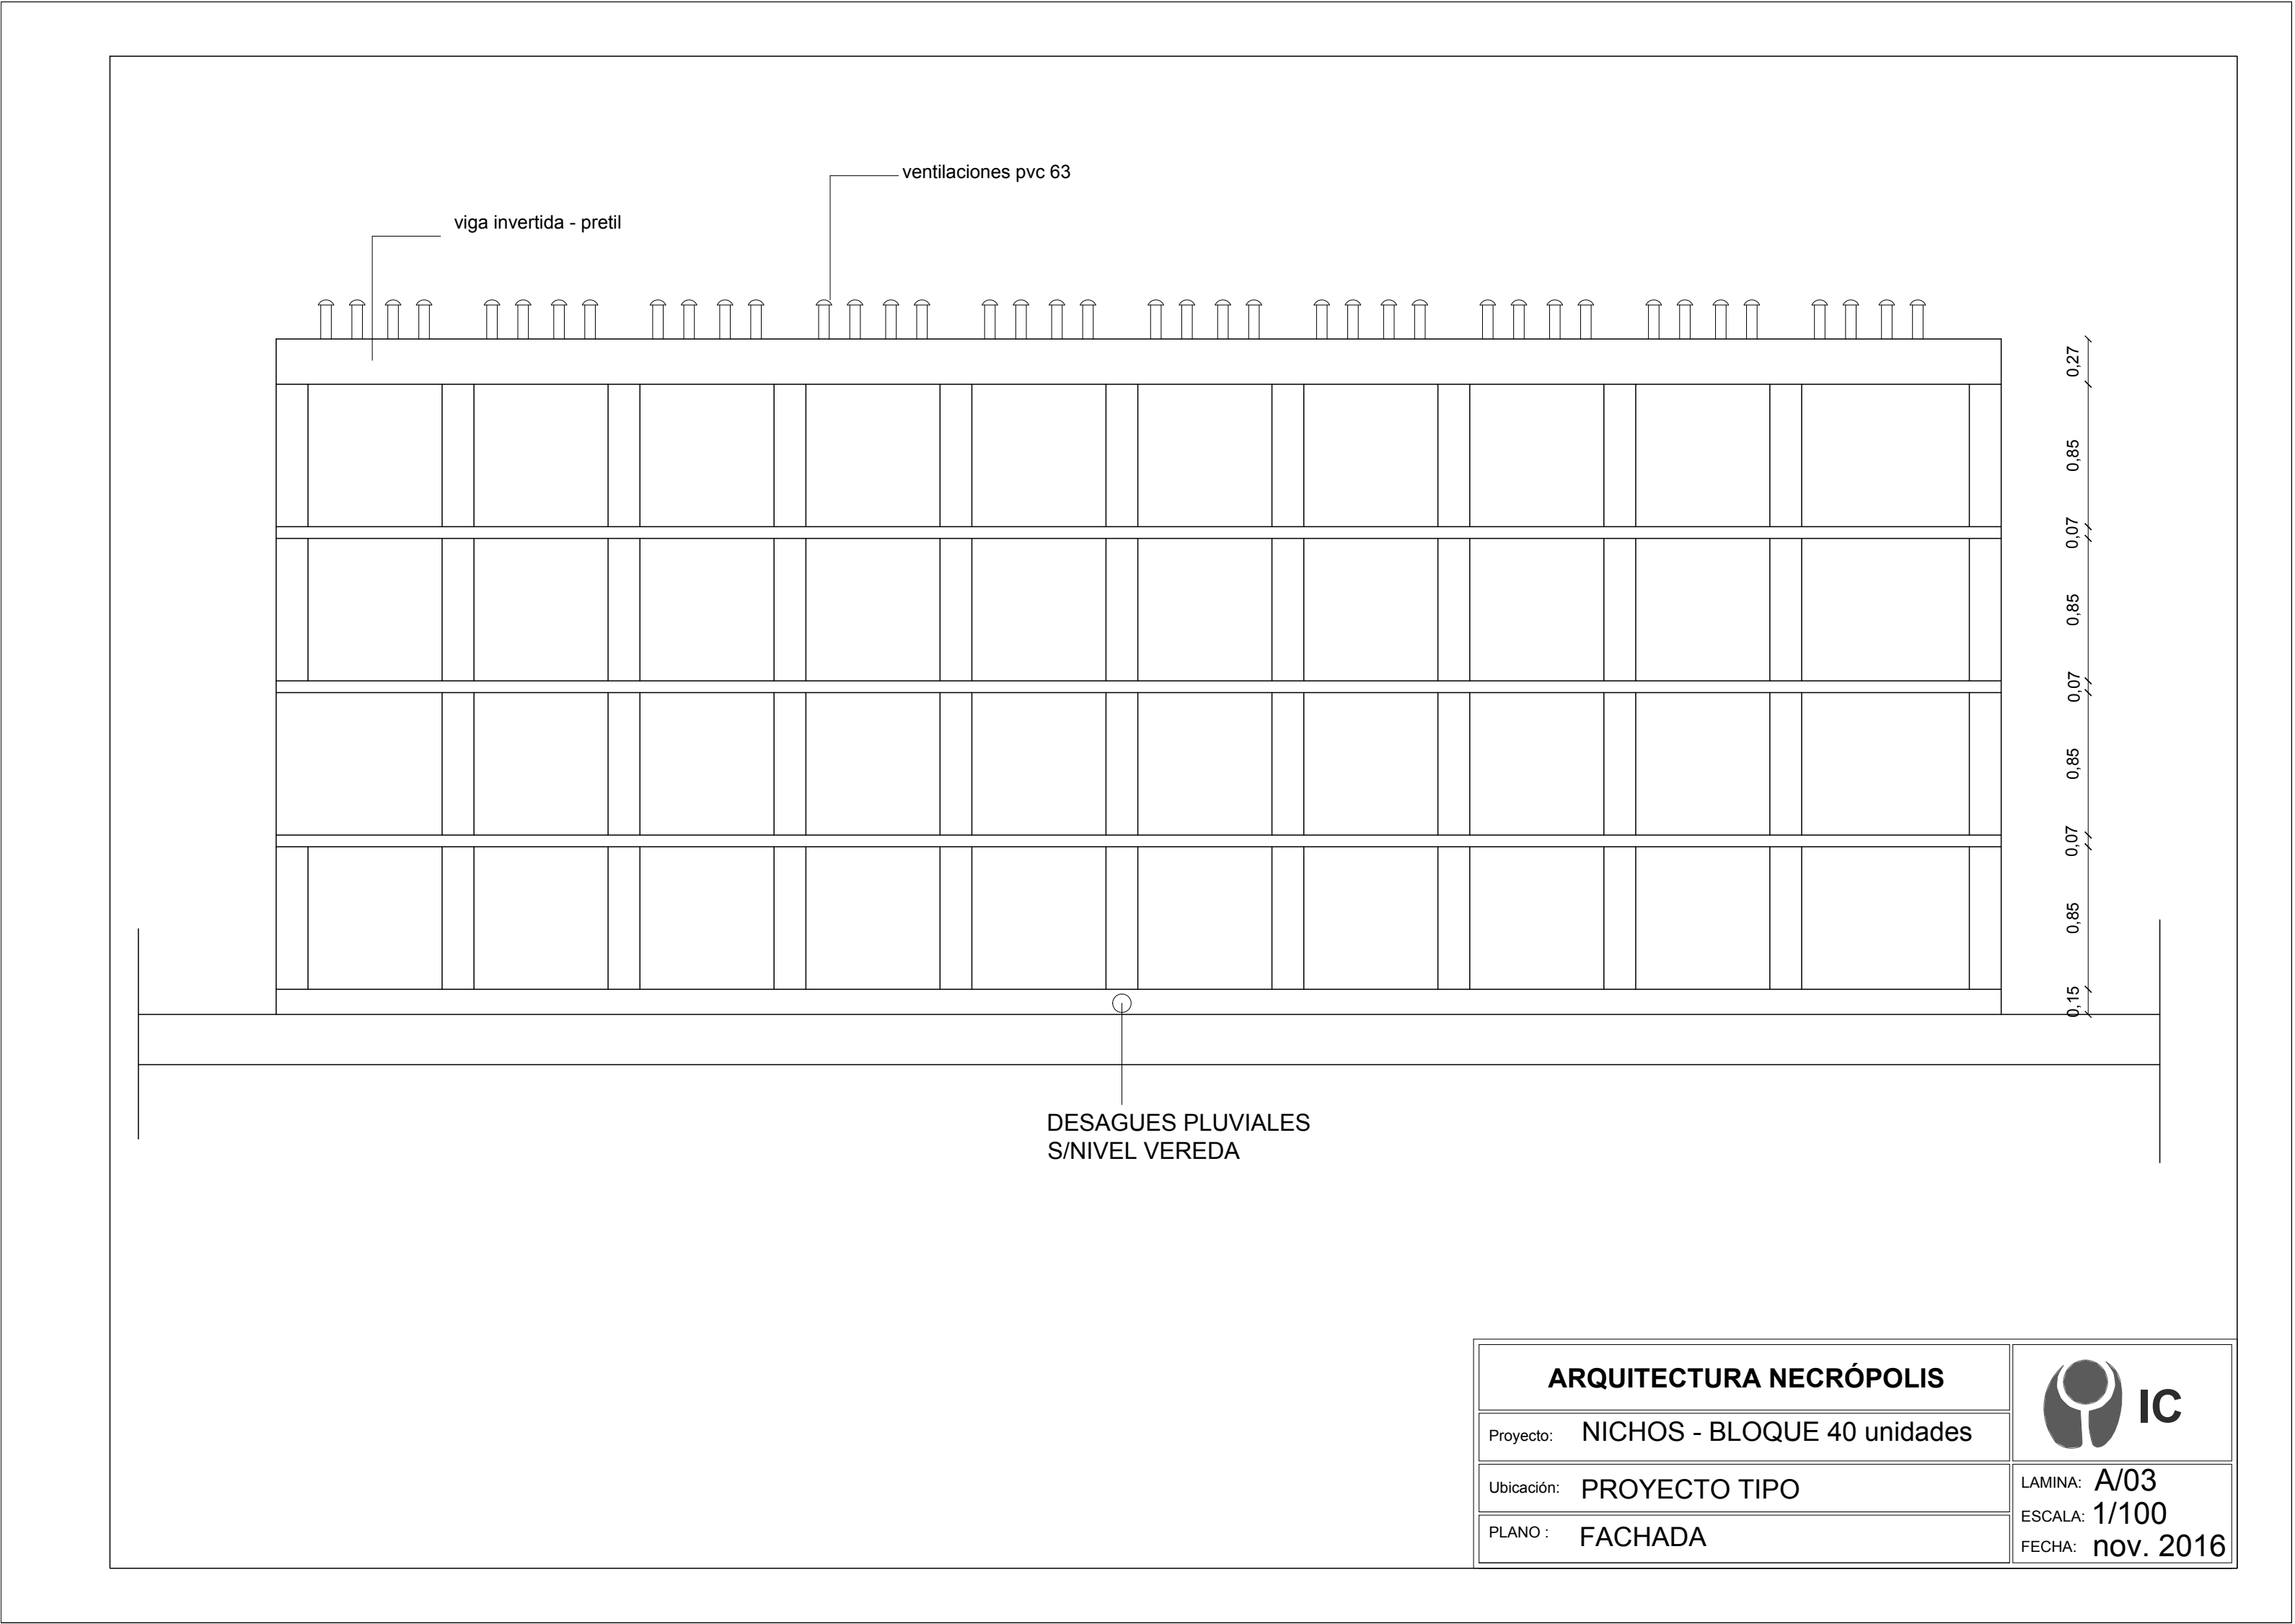 ventilaciones pvc 63
viga invertida - pretil
0,27
0,85
0,07
0,85
0,07
0,85
0,07
0,85
0,15
DESAGUES PLUVIALES
S/NIVEL VEREDA
ARQUITECTURA NECRÓPOLIS
IC
Proyecto: NICHOS - BLOQUE 40 unidades
Ubicación: PROYECTO TIPO
PLANO : FACHADA
LAMINA: A/03
ESCALA: 1/100
FECHA: nov. 2016